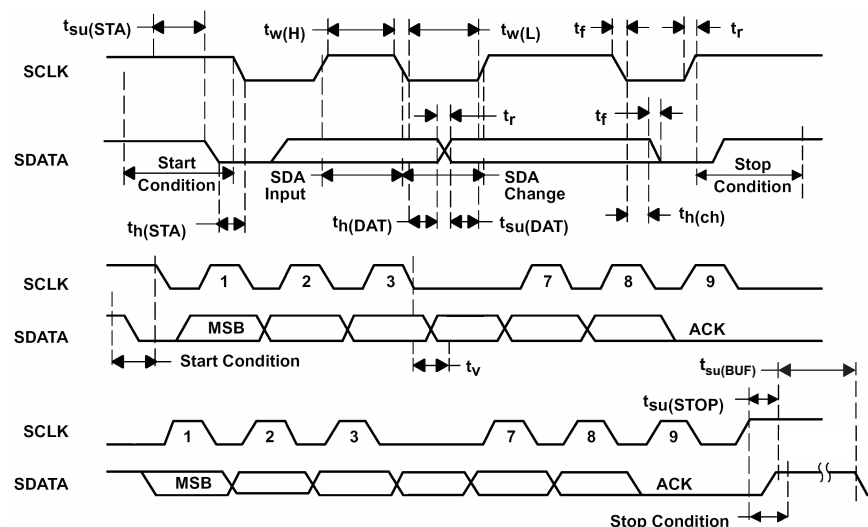 tsu(STA)
tw(H)
tw(L)
tf
tr
SCLK
tr
tf
SDATA
Start
Condition
SDA
Input
SDA
Change
Stop
Condition
th(STA)
th(DAT)
tsu(DAT)
th(ch)
SCLK
1
2
3
7
8
9
SDATA
MSB
ACK
Start Condition
tv
tsu(BUF)
tsu(STOP)
SCLK
1
2
3
7
8
9
SDATA
MSB
ACK
Stop Condition